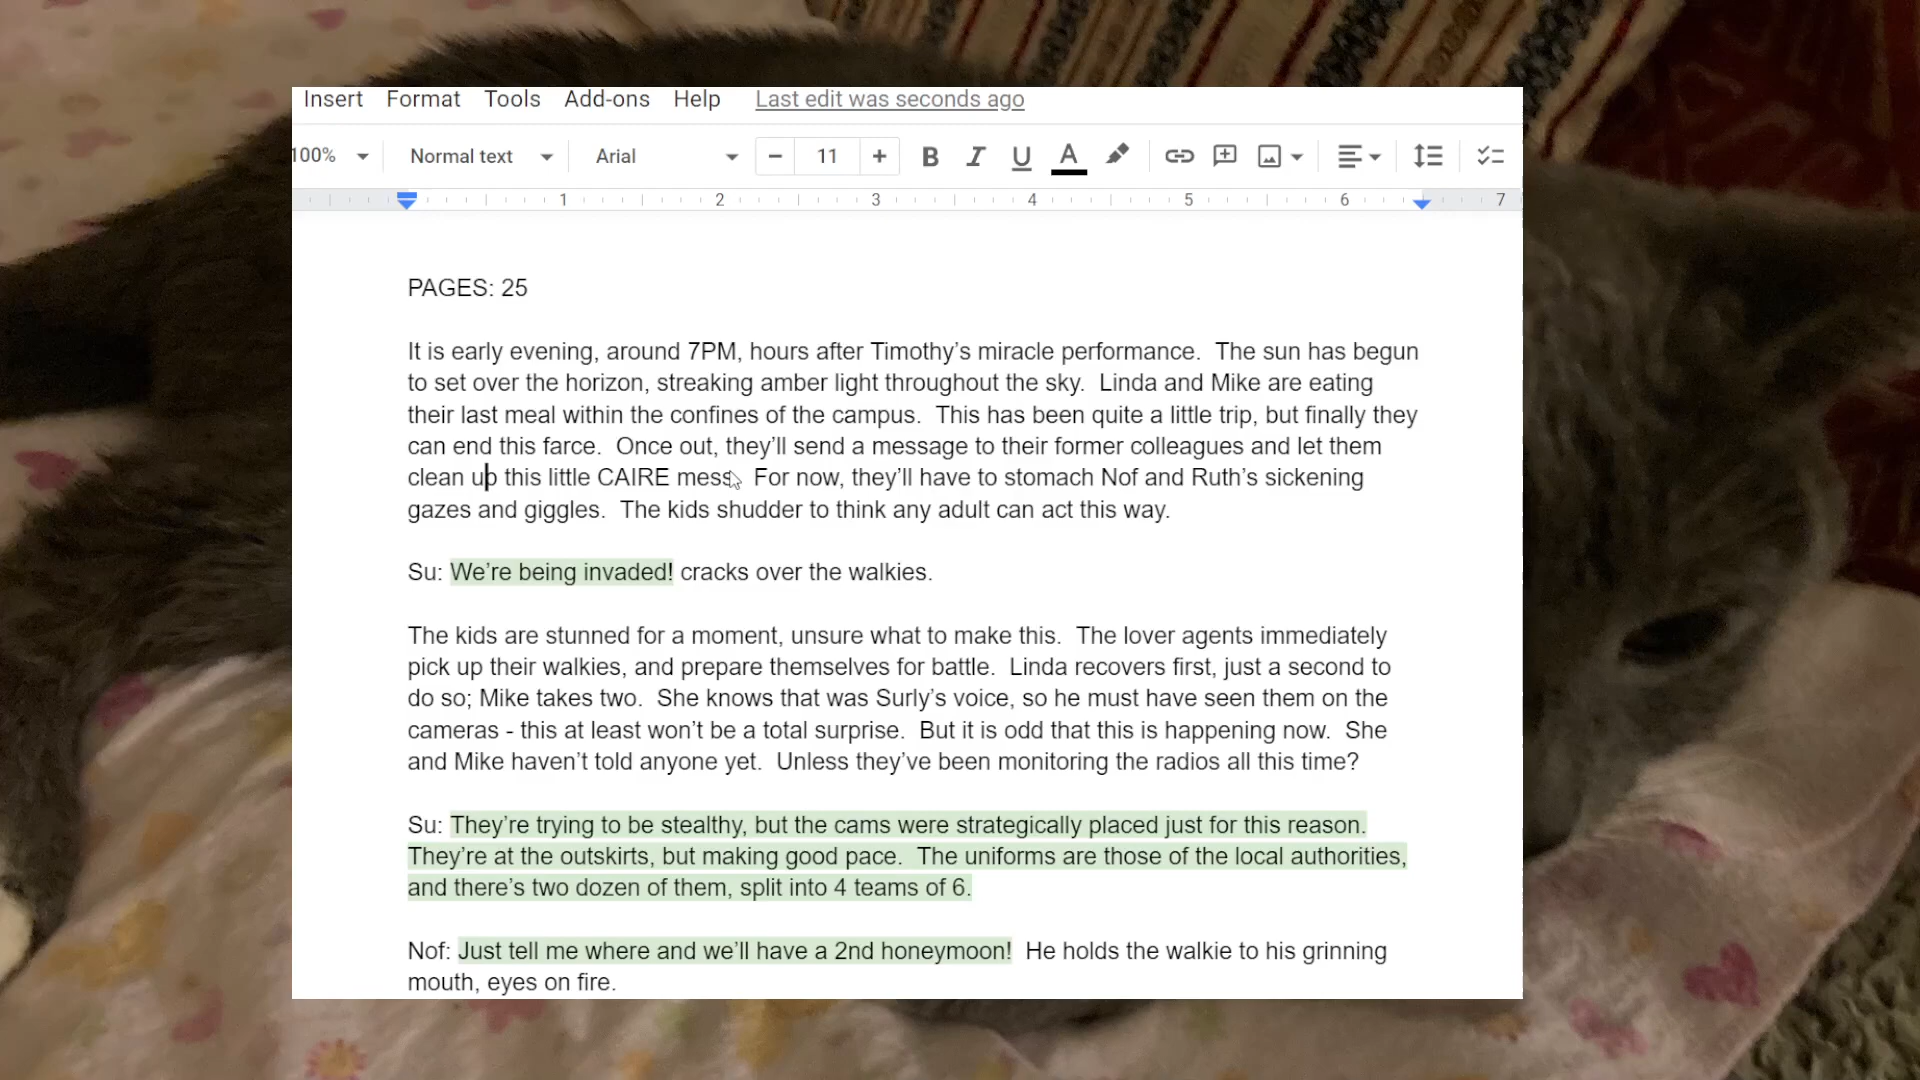 Insert Format Tools Add-ons Help Last edit was seconds ago
100% Normal text Arial − 11 + B I U A
1 2 3 4 5 6 7
PAGES: 25
It is early evening, around 7PM, hours after Timothy’s miracle performance.  The sun has begun
to set over the horizon, streaking amber light throughout the sky.  Linda and Mike are eating
their last meal within the confines of the campus.  This has been quite a little trip, but finally they
can end this farce.  Once out, they’ll send a message to their former colleagues and let them
clean up this little CAIRE mess.  For now, they’ll have to stomach Nof and Ruth’s sickening
gazes and giggles.  The kids shudder to think any adult can act this way.
Su: We’re being invaded! cracks over the walkies.
The kids are stunned for a moment, unsure what to make this.  The lover agents immediately
pick up their walkies, and prepare themselves for battle.  Linda recovers first, just a second to
do so; Mike takes two.  She knows that was Surly’s voice, so he must have seen them on the
cameras - this at least won’t be a total surprise.  But it is odd that this is happening now.  She
and Mike haven’t told anyone yet.  Unless they’ve been monitoring the radios all this time?
Su: They’re trying to be stealthy, but the cams were strategically placed just for this reason.
They’re at the outskirts, but making good pace.  The uniforms are those of the local authorities,
and there’s two dozen of them, split into 4 teams of 6.
Nof: Just tell me where and we’ll have a 2nd honeymoon!  He holds the walkie to his grinning
mouth, eyes on fire.